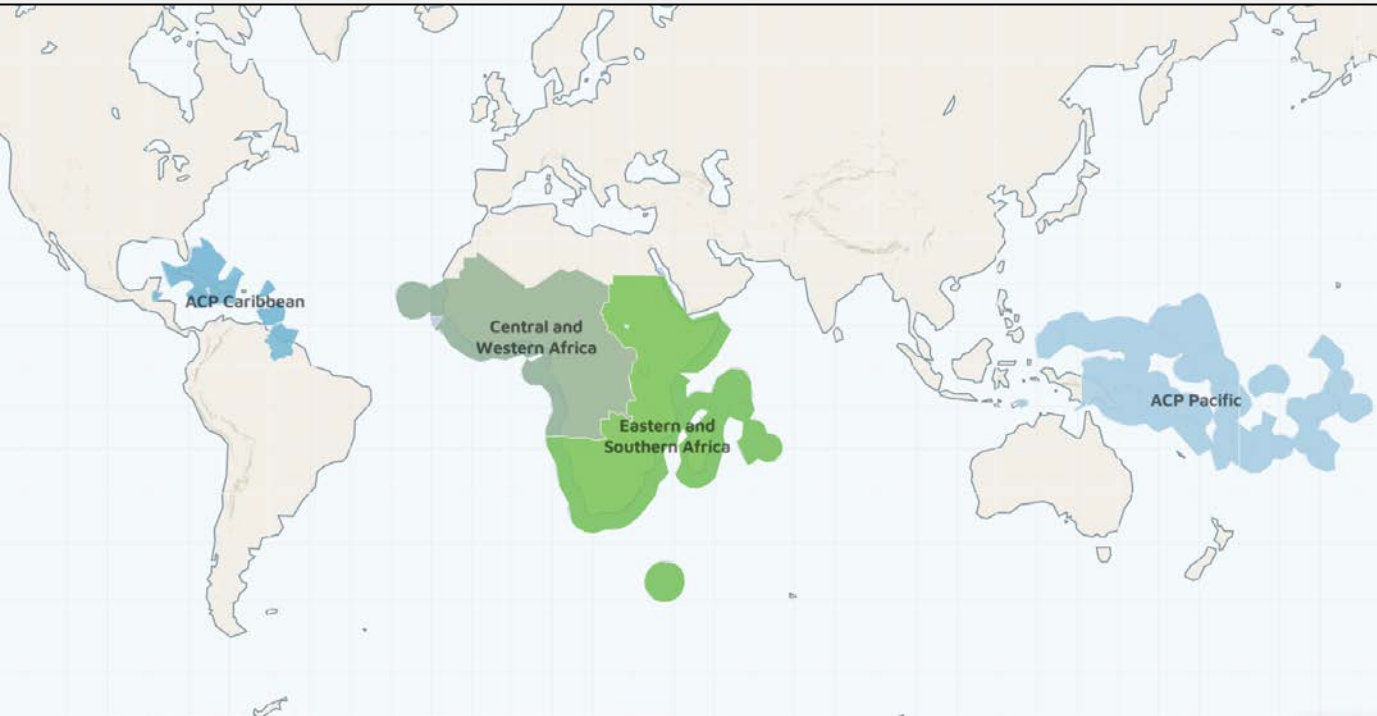 ACP Caribbean
Central and
Western Africa
Eastern and
Southern Africa
ACP Pacific